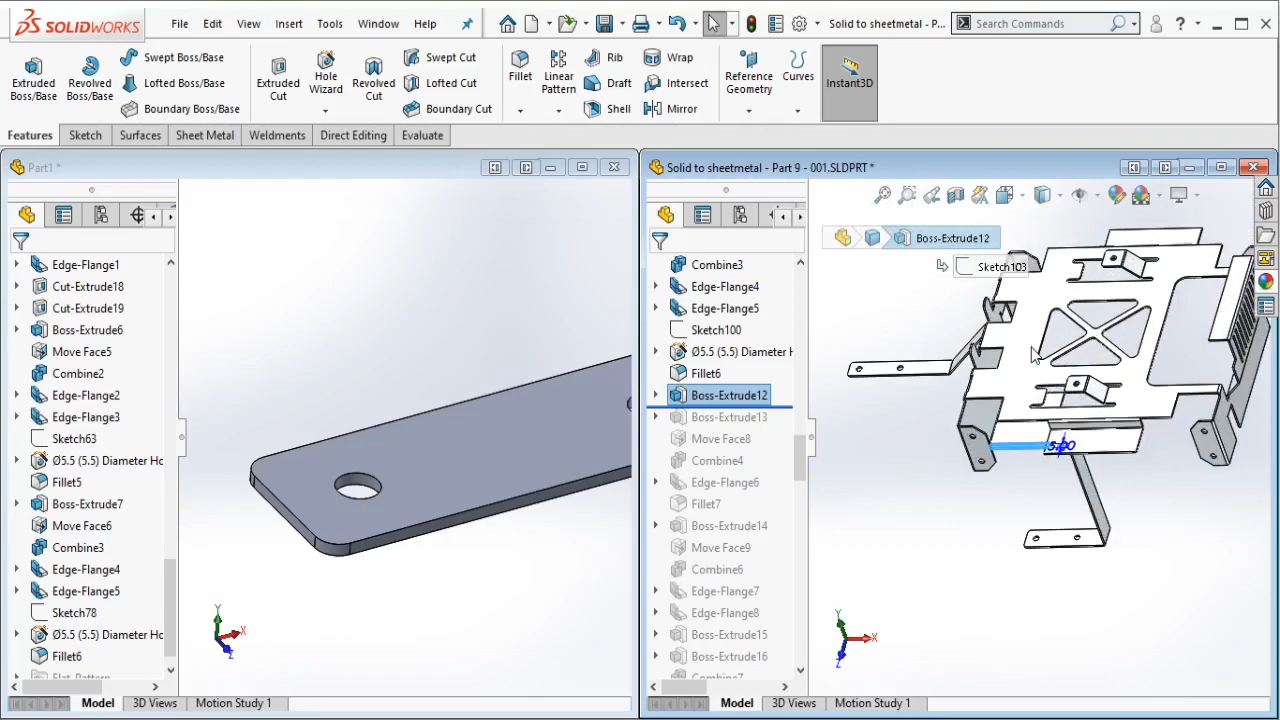 SOLIDWORKS
File Edit View Insert Tools Window Help
Solid to sheetmetal - P...
Search Commands
Extruded Boss/Base
Revolved Boss/Base
Swept Boss/Base
Lofted Boss/Base
Boundary Boss/Base
Extruded Cut
Hole Wizard
Revolved Cut
Swept Cut
Lofted Cut
Boundary Cut
Fillet
Linear Pattern
Rib
Draft
Shell
Wrap
Intersect
Mirror
Reference Geometry
Curves
Instant3D
Features Sketch Surfaces Sheet Metal Weldments Direct Editing Evaluate
Part1 *
Edge-Flange1
Cut-Extrude18
Cut-Extrude19
Boss-Extrude6
Move Face5
Combine2
Edge-Flange2
Edge-Flange3
Sketch63
Ø5.5 (5.5) Diameter Ho
Fillet5
Boss-Extrude7
Move Face6
Combine3
Edge-Flange4
Edge-Flange5
Sketch78
Ø5.5 (5.5) Diameter Ho
Fillet6
Flat-Pattern
Y
X
Z
Model 3D Views Motion Study 1
Solid to sheetmetal - Part 9 - 001.SLDPRT *
Combine3
Edge-Flange4
Edge-Flange5
Sketch100
Ø5.5 (5.5) Diameter H
Fillet6
Boss-Extrude12
Boss-Extrude13
Move Face8
Combine4
Edge-Flange6
Fillet7
Boss-Extrude14
Move Face9
Combine6
Edge-Flange7
Edge-Flange8
Boss-Extrude15
Boss-Extrude16
Combine7
Boss-Extrude12
Sketch103
Y
X
Z
Model 3D Views Motion Study 1